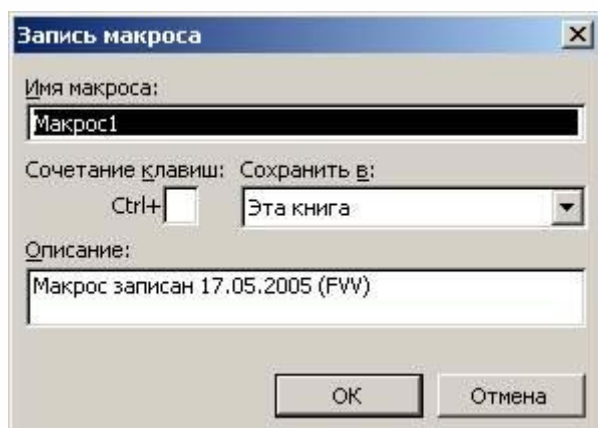 Запись макроса
Имя макроса:
Макрос1
Сочетание клавиш: Сохранить в:
Ctrl+ Эта книга
Описание:
Макрос записан 17.05.2005 (FVV)
ОК Отмена